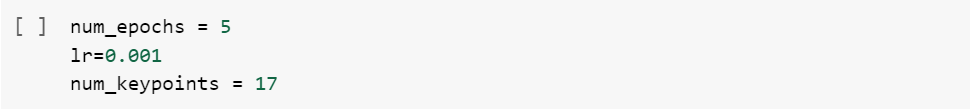 [ ] num_epochs = 5
lr=0.001
num_keypoints = 17